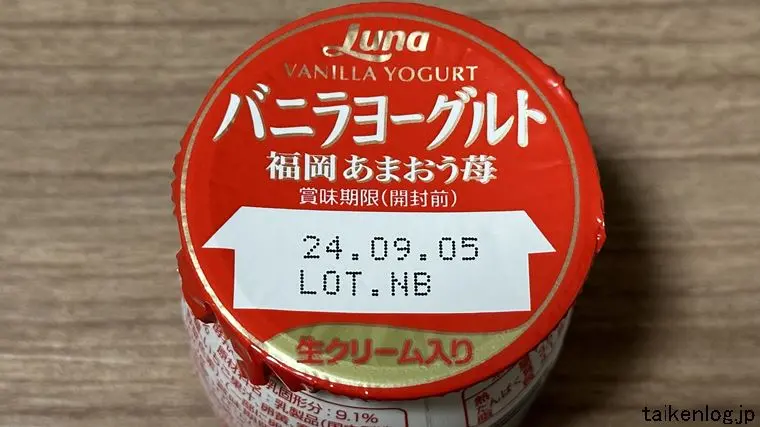 Luna
VANILLA YOGURT
バニラヨーグルト
福岡あまおう苺
賞味期限(開封前)
24.09.05
LOT.NB
生クリーム入り
乳固形分:9.1%
taikenlog.jp